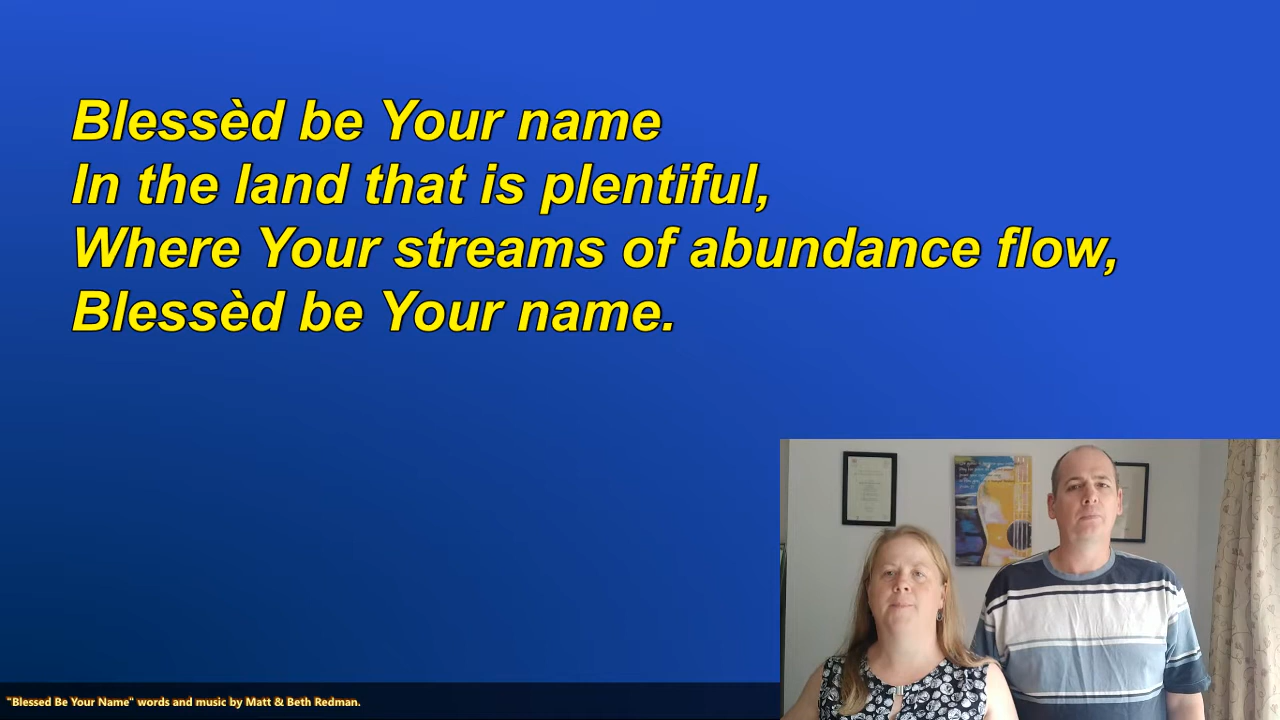 Blessèd be Your name
In the land that is plentiful,
Where Your streams of abundance flow,
Blessèd be Your name.
"Blessed Be Your Name" words and music by Matt & Beth Redman.